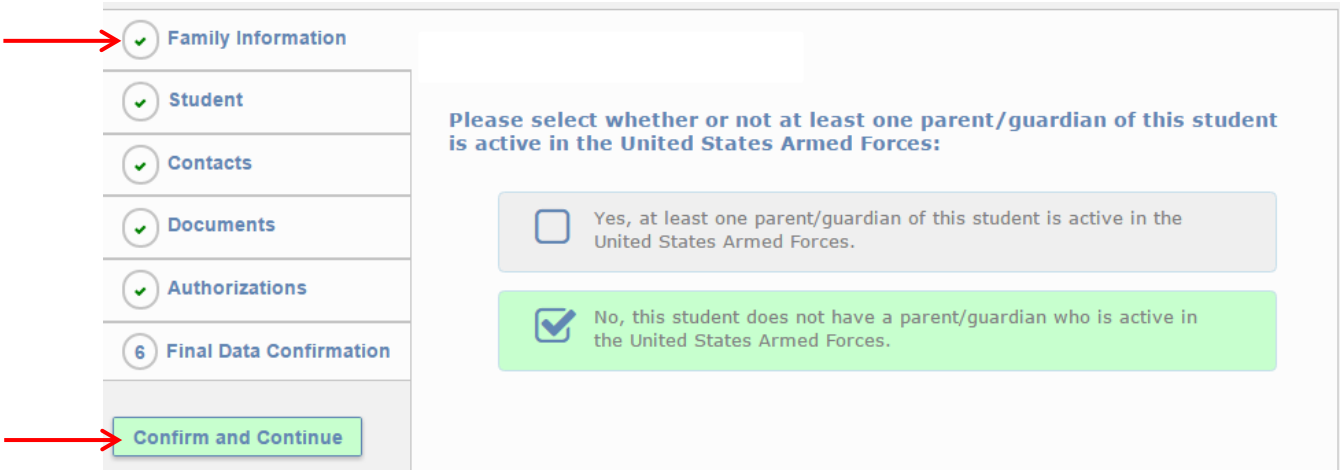 Family Information
Student
Contacts
Documents
Authorizations
6 Final Data Confirmation
Confirm and Continue
Please select whether or not at least one parent/guardian of this student
is active in the United States Armed Forces:
Yes, at least one parent/guardian of this student is active in the
United States Armed Forces.
No, this student does not have a parent/guardian who is active in
the United States Armed Forces.